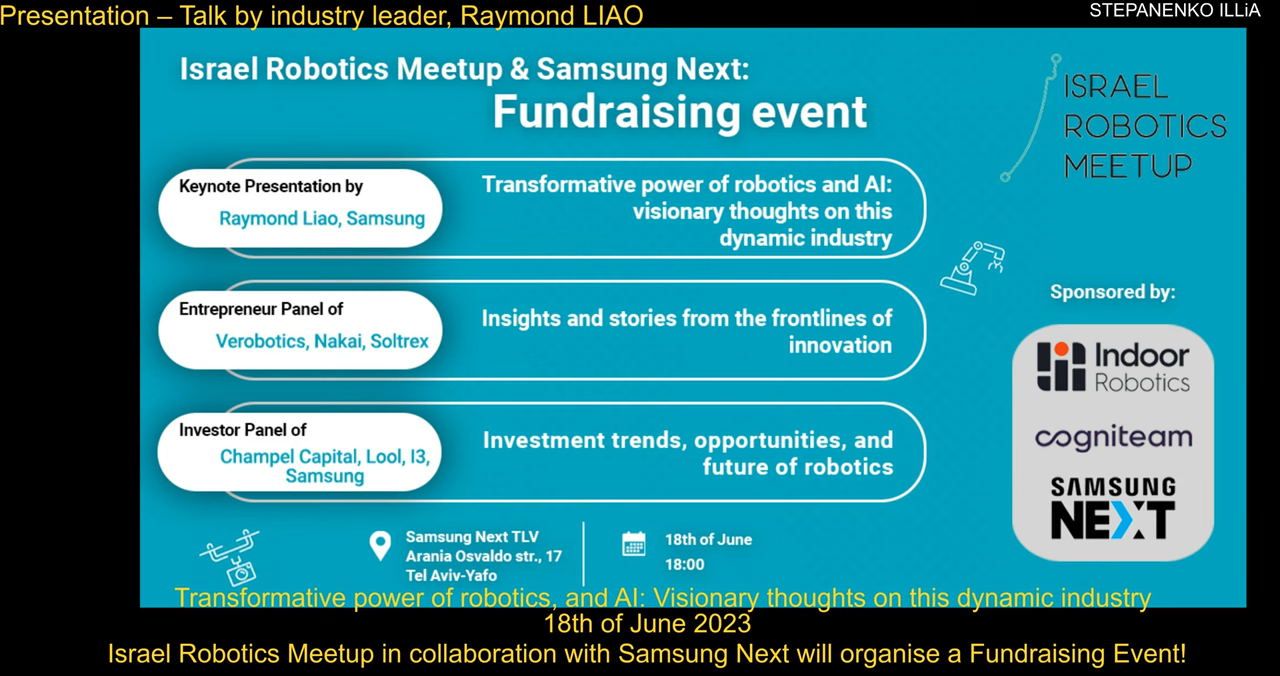 Presentation – Talk by industry leader, Raymond LIAO
STEPANENKO ILLiA
Israel Robotics Meetup & Samsung Next:
Fundraising event
ISRAEL
ROBOTICS
MEETUP
Keynote Presentation by
Raymond Liao, Samsung
Transformative power of robotics and AI:
visionary thoughts on this
dynamic industry
Entrepreneur Panel of
Verobotics, Nakai, Soltrex
Insights and stories from the frontlines of
innovation
Investor Panel of
Champel Capital, Lool, I3,
Samsung
Investment trends, opportunities, and
future of robotics
Sponsored by:
Indoor
Robotics
cogniteam
SAMSUNG
NEXT
Samsung Next TLV
Arania Osvaldo str., 17
Tel Aviv-Yafo
18th of June
18:00
Transformative power of robotics, and AI: Visionary thoughts on this dynamic industry
18th of June 2023
Israel Robotics Meetup in collaboration with Samsung Next will organise a Fundraising Event!